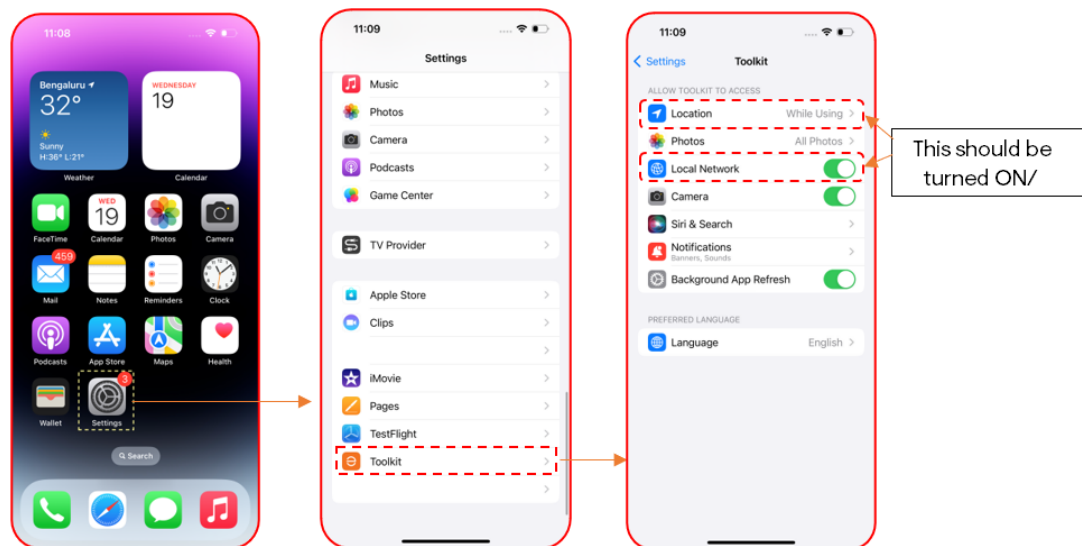 11:08
Bengaluru
32°
Sunny
H:36° L:21°
Weather
WEDNESDAY
19
Calendar
FaceTime
WED
19
Calendar
Photos
Camera
459
Mail
Notes
Reminders
Clock
Podcasts
App Store
Maps
Health
Wallet
3
Settings
Search
11:09
Settings
Music
Photos
Camera
Podcasts
Game Center
TV Provider
Apple Store
Clips
iMovie
Pages
TestFlight
Toolkit
11:09
Settings
Toolkit
ALLOW TOOLKIT TO ACCESS
Location While Using
Photos All Photos
Local Network
Camera
Siri & Search
Notifications
Banners, Sounds
Background App Refresh
PREFERRED LANGUAGE
Language English
This should be
turned ON/